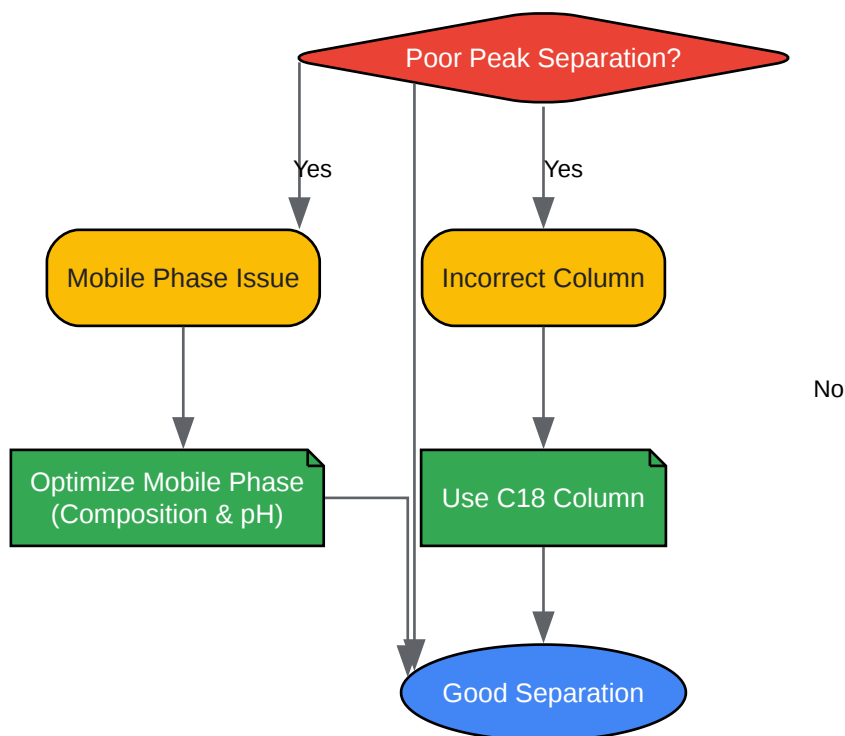 Poor Peak Separation?
Yes
Yes
Mobile Phase Issue
Incorrect Column
No
Optimize Mobile Phase
(Composition & pH)
Use C18 Column
Good Separation